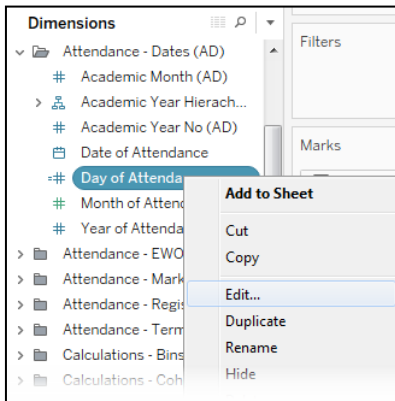 Dimensions
Attendance - Dates (AD)
Academic Month (AD)
Academic Year Hierach...
Academic Year No (AD)
Date of Attendance
Day of Attenda
Month of Attend
Year of Attenda
Attendance - EWO
Attendance - Mark
Attendance - Regis
Attendance - Term
Calculations - Bins
Calculations - Coh
Filters
Marks
Add to Sheet
Cut
Copy
Edit...
Duplicate
Rename
Hide